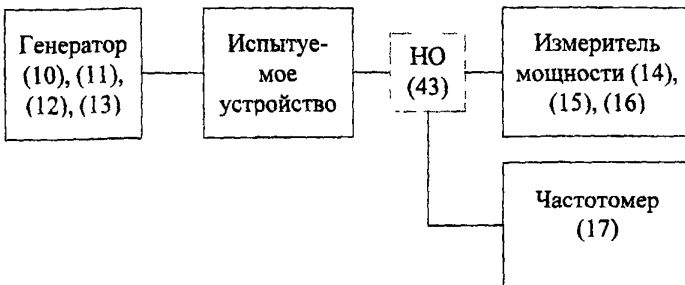 Генератор
(10), (11),
(12), (13)
Испытуе-
мое
устройство
НО
(43)
Измеритель
мощности (14),
(15), (16)
Частотомер
(17)